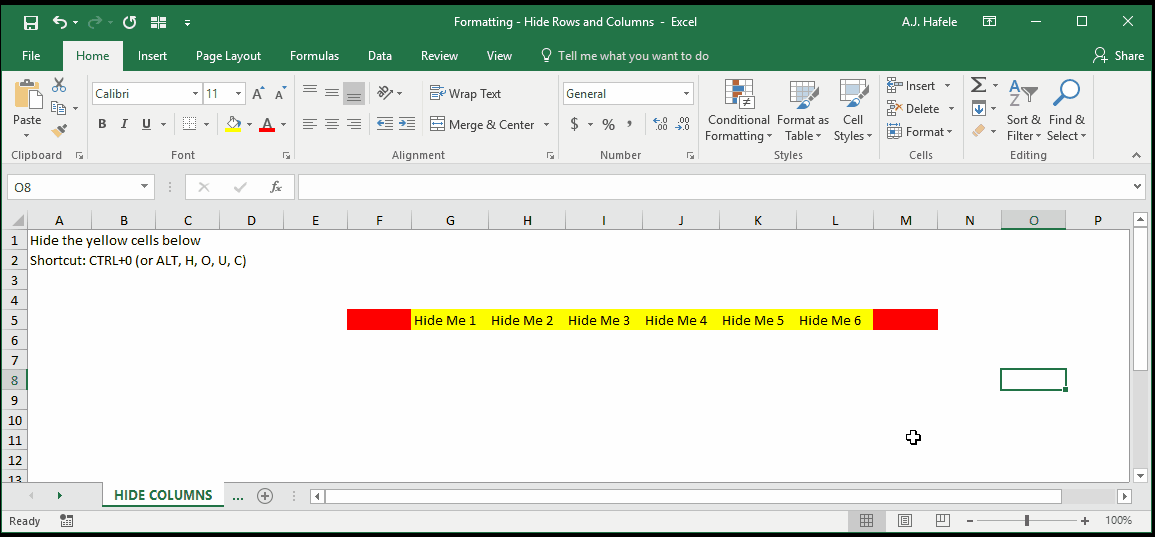 Formatting - Hide Rows and Columns - Excel
A.J. Hafele
File Home Insert Page Layout Formulas Data Review View Tell me what you want to do Share
Calibri 11 A A Wrap Text General Insert
Paste B I U A Merge & Center $ % , .00 .0 Conditional Formatting Format as Table Cell Styles Delete Format Sort & Filter Find & Select
Clipboard Font Alignment Number Styles Cells Editing
O8 fx
A B C D E F G H I J K L M N O P
1 Hide the yellow cells below
2 Shortcut: CTRL+0 (or ALT, H, O, U, C)
3
4
5 Hide Me 1 Hide Me 2 Hide Me 3 Hide Me 4 Hide Me 5 Hide Me 6
6
7
8
9
10
11
12
13
HIDE COLUMNS ...
Ready 100%